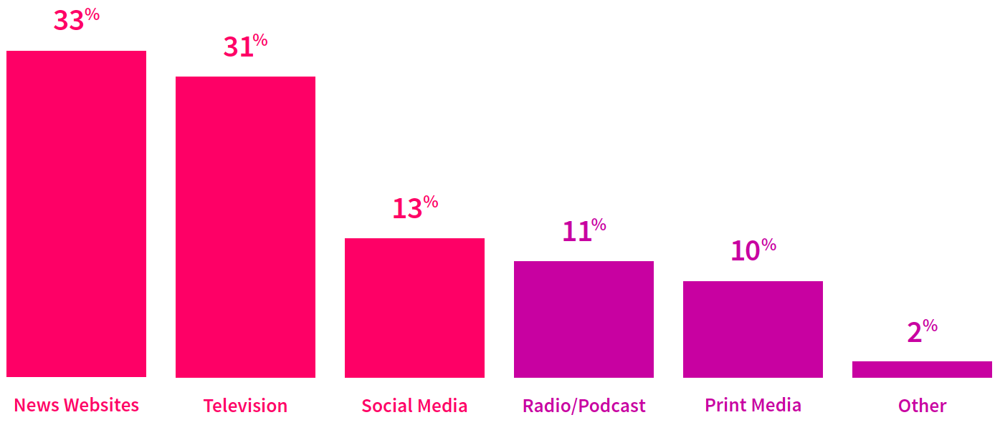 33%
31%
13%
11%
10%
2%
News Websites
Television
Social Media
Radio/Podcast
Print Media
Other